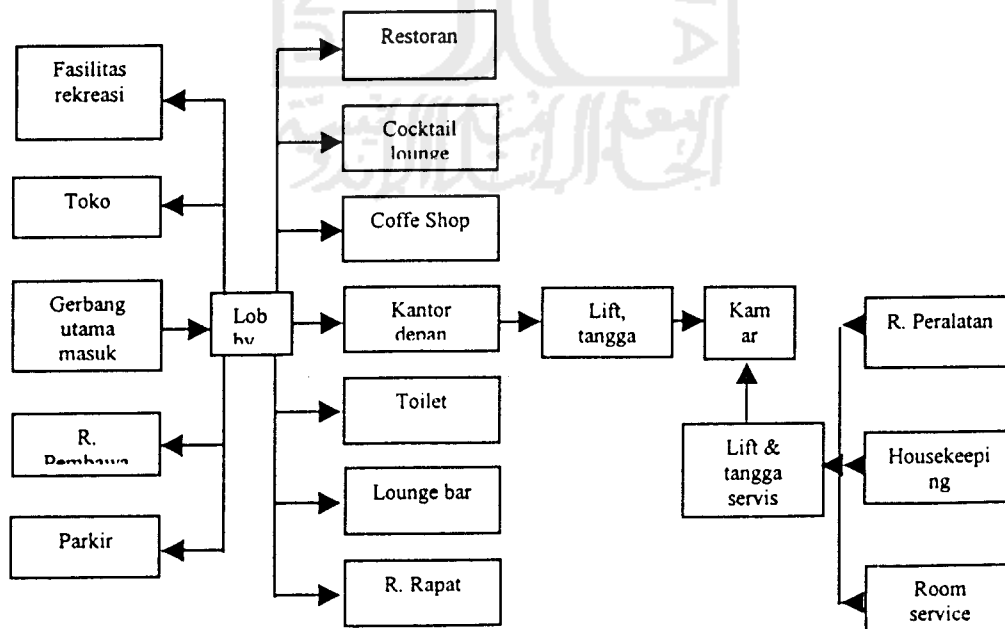 Restoran
Fasilitas
rekreasi
Cocktail
lounge
Toko
Coffe Shop
Gerbang
utama
masuk
Lob
by
Kantor
depan
Lift,
tangga
Kam
ar
R. Peralatan
Toilet
R.
Lift &
tangga
servis
Housekeepi
ng
Lounge bar
Parkir
R. Rapat
Room
service